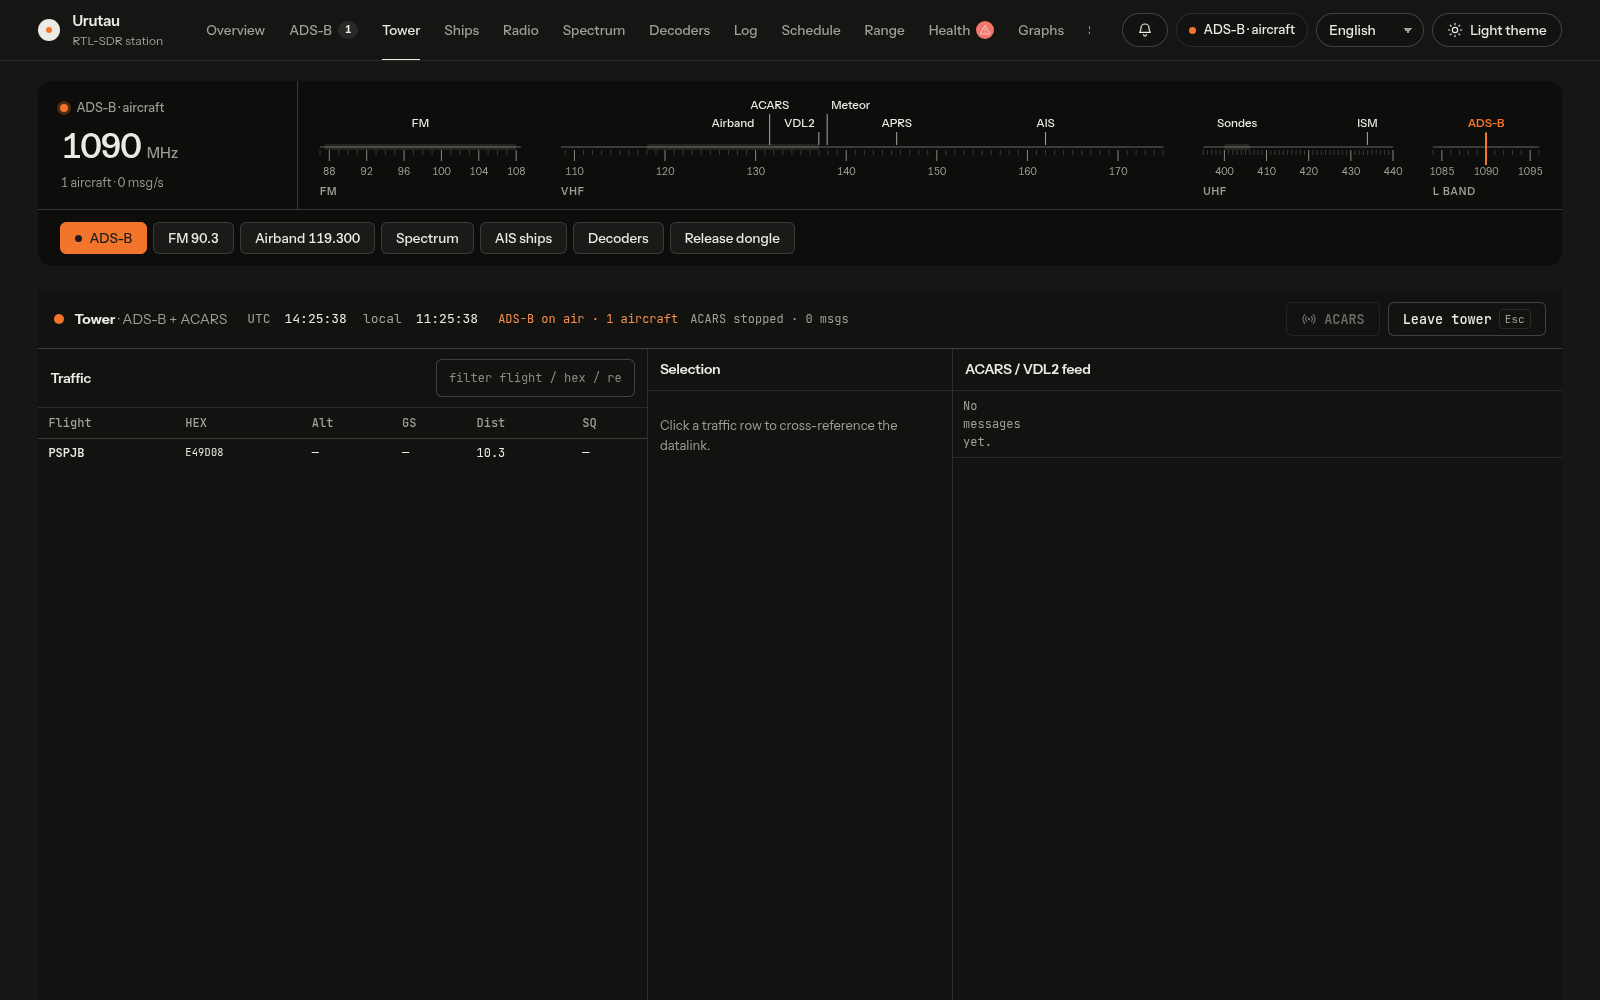 Urutau
RTL-SDR station
Overview ADS-B 1 Tower Ships Radio Spectrum Decoders Log Schedule Range Health Graphs
ADS-B·aircraft English Light theme
ADS-B·aircraft
1090 MHz
1 aircraft·0 msg/s
FM
88 92 96 100 104 108
FM
ACARS Meteor
Airband VDL2 APRS AIS
110 120 130 140 150 160 170
VHF
Sondes ISM
400 410 420 430 440
UHF
ADS-B
1085 1090 1095
L BAND
ADS-B FM 90.3 Airband 119.300 Spectrum AIS ships Decoders Release dongle
Tower·ADS-B + ACARS UTC 14:25:38 local 11:25:38 ADS-B on air · 1 aircraft ACARS stopped · 0 msgs ACARS Leave tower Esc
Traffic filter flight / hex / re
Flight HEX Alt GS Dist SQ
PSPJB E49D08 — — 10.3 —
Selection
Click a traffic row to cross-reference the
datalink.
ACARS / VDL2 feed
No
messages
yet.